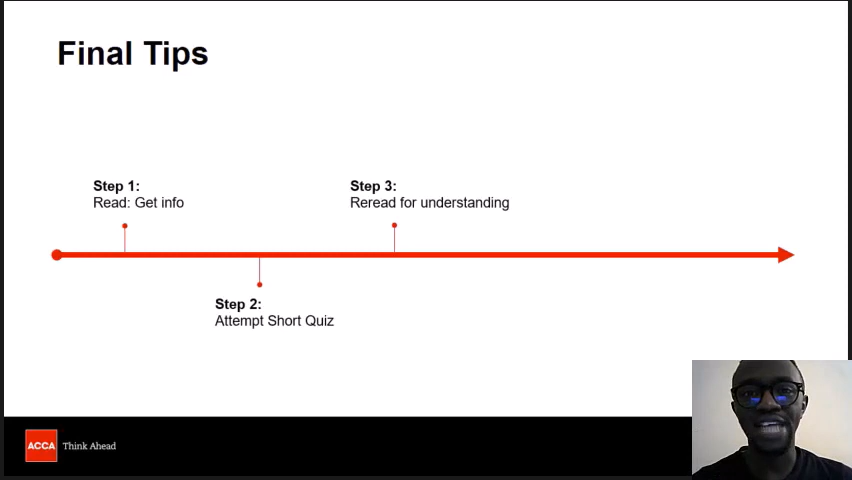 Final Tips
Step 1:
Read: Get info
Step 3:
Reread for understanding
Step 2:
Attempt Short Quiz
ACCA
Think Ahead